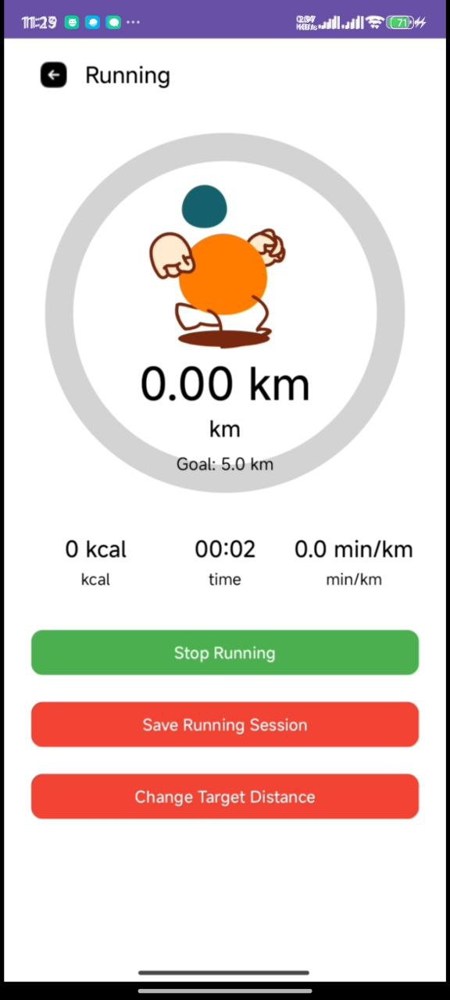 11:29
71
Running
0.00 km
km
Goal: 5.0 km
0 kcal 00:02 0.0 min/km
kcal time min/km
Stop Running
Save Running Session
Change Target Distance